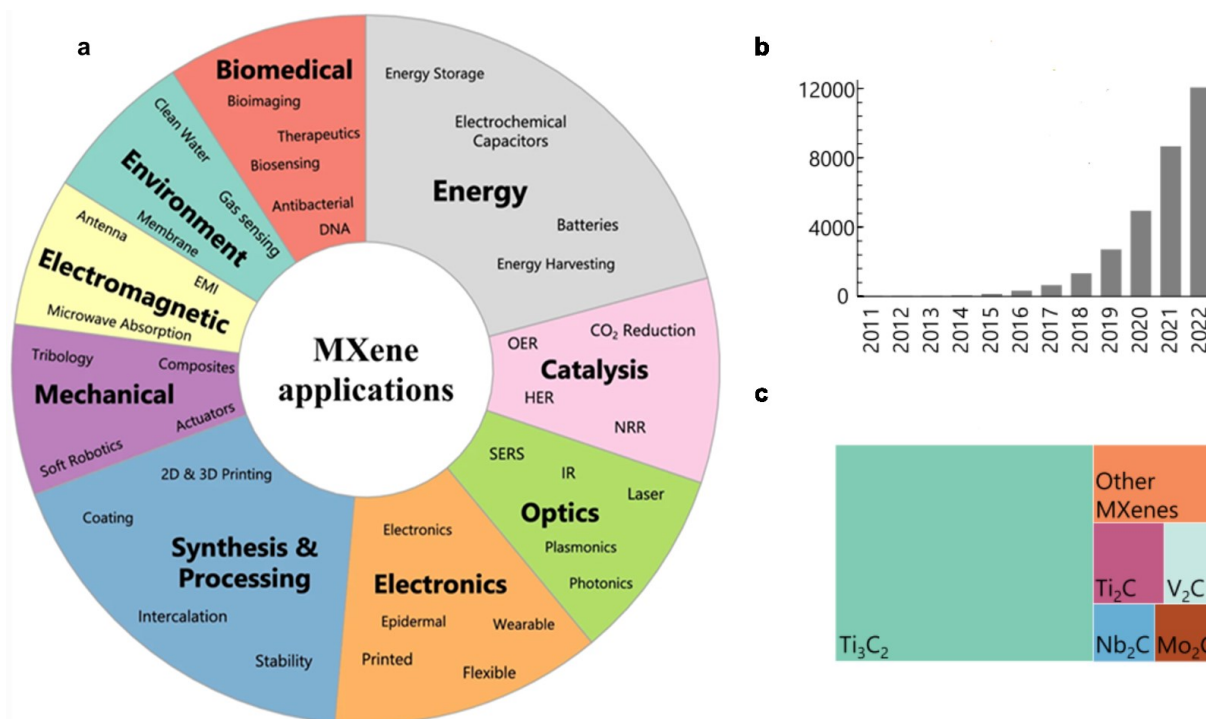 a
Biomedical
Bioimaging
Therapeutics
Biosensing
Antibacterial
DNA
Energy Storage
Electrochemical
Capacitors
Energy
Batteries
Energy Harvesting
Clean Water
Environment
Gas sensing
Membrane
Antenna
Electromagnetic
EMI
Microwave Absorption
MXene
applications
OER
CO₂ Reduction
Catalysis
HER
NRR
Tribology
Composites
Mechanical
Actuators
Soft Robotics
SERS
IR
Laser
Optics
Plasmonics
Photonics
2D & 3D Printing
Coating
Synthesis &
Processing
Intercalation
Stability
Electronics
Electronics
Epidermal
Wearable
Printed
Flexible
b
12000
8000
4000
0
2011
2012
2013
2014
2015
2016
2017
2018
2019
2020
2021
2022
c
Other
MXenes
Ti₂C
V₂C
Ti₃C₂
Nb₂C
Mo₂C